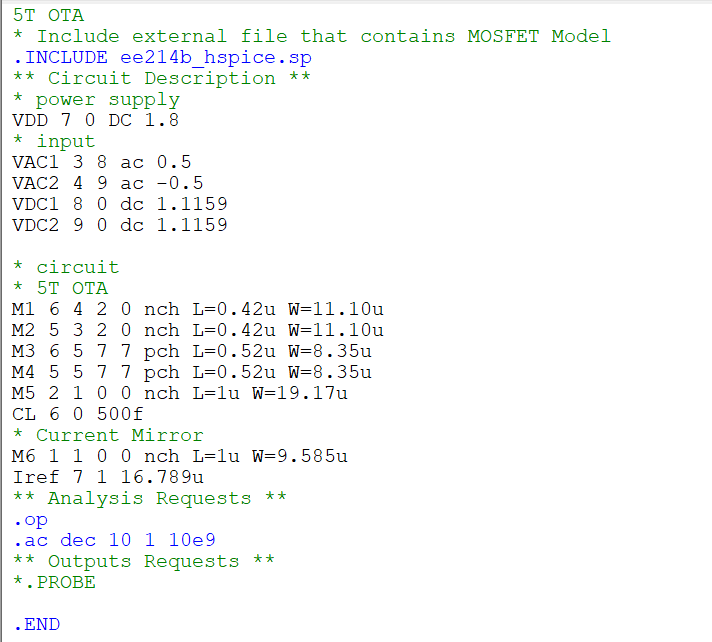 5T OTA
* Include external file that contains MOSFET Model
.INCLUDE ee214b_hspice.sp
** Circuit Description **
* power supply
VDD 7 0 DC 1.8
* input
VAC1 3 8 ac 0.5
VAC2 4 9 ac -0.5
VDC1 8 0 dc 1.1159
VDC2 9 0 dc 1.1159
* circuit
* 5T OTA
M1 6 4 2 0 nch L=0.42u W=11.10u
M2 5 3 2 0 nch L=0.42u W=11.10u
M3 6 5 7 7 pch L=0.52u W=8.35u
M4 5 5 7 7 pch L=0.52u W=8.35u
M5 2 1 0 0 nch L=1u W=19.17u
CL 6 0 500f
* Current Mirror
M6 1 1 0 0 nch L=1u W=9.585u
Iref 7 1 16.789u
** Analysis Requests **
.op
.ac dec 10 1 10e9
** Outputs Requests **
*.PROBE
.END